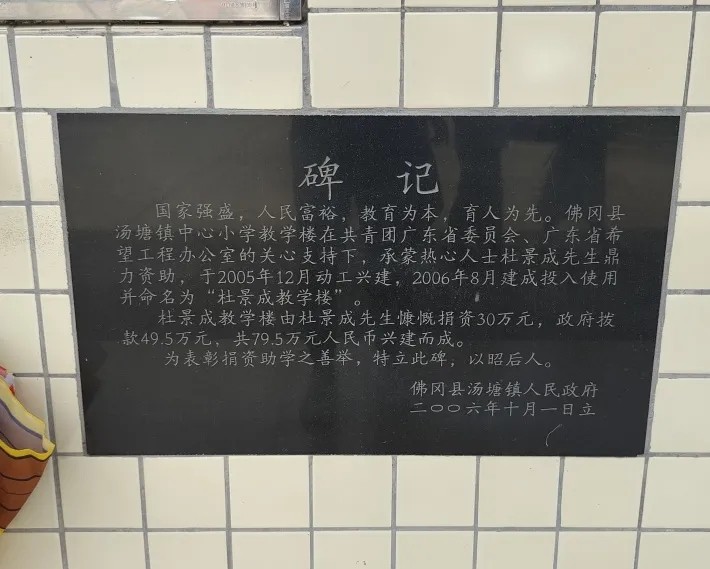 碑 记
国家强盛，人民富裕，教育为本，育人为先。佛冈县
汤塘镇中心小学教学楼在共青团广东省委员会、广东省希
望工程办公室的关心支持下，承蒙热心人士杜景成先生鼎
力资助，于2005年12月动工兴建，2006年8月建成投入使用
并命名为“杜景成教学楼”。
杜景成教学楼由杜景成先生慷慨捐资30万元，政府拨
款49.5万元，共79.5万元人民币兴建而成。
为表彰捐资助学之善举，特立此碑，以昭后人。
佛冈县汤塘镇人民政府
二〇〇六年十月一日立